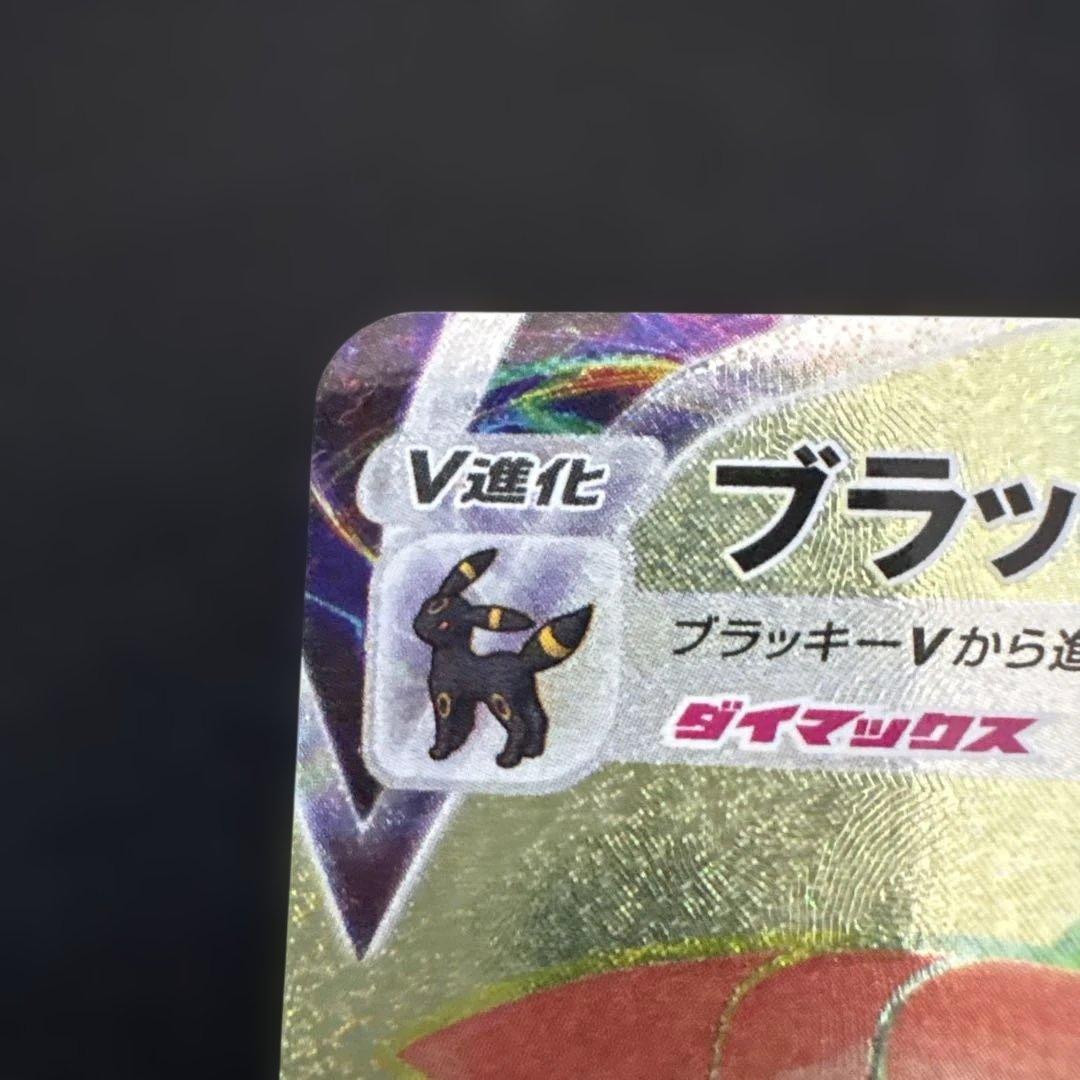 V進化
ブラッ
ブラッキーVから進
ダイマックス